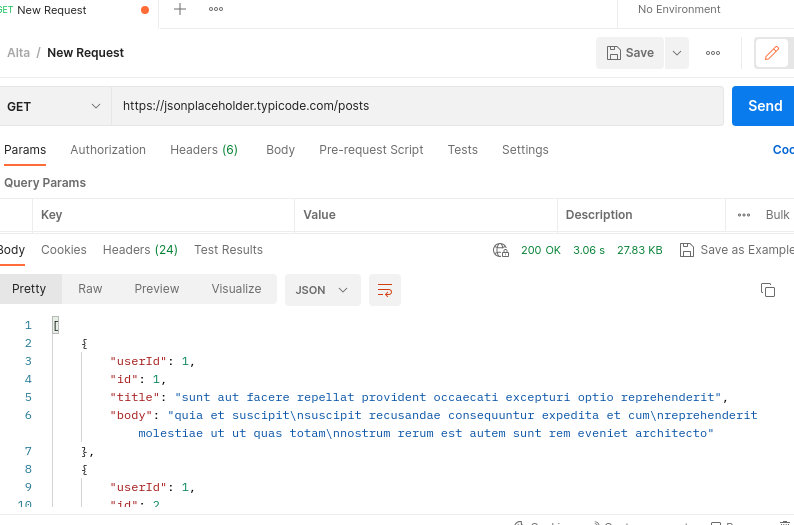 GET New Request
No Environment
Alta / New Request
Save
GET
https://jsonplaceholder.typicode.com/posts
Send
Params Authorization Headers (6) Body Pre-request Script Tests Settings
Query Params
Key Value Description Bulk
Body Cookies Headers (24) Test Results 200 OK 3.06 s 27.83 KB Save as Example
Pretty Raw Preview Visualize JSON
1 [
2 {
3 "userId": 1,
4 "id": 1,
5 "title": "sunt aut facere repellat provident occaecati excepturi optio reprehenderit",
6 "body": "quia et suscipit\nsuscipit recusandae consequuntur expedita et cum\nreprehenderit
molestiae ut ut quas totam\nnostrum rerum est autem sunt rem eveniet architecto"
7 },
8 {
9 "userId": 1,
10 "id": 2